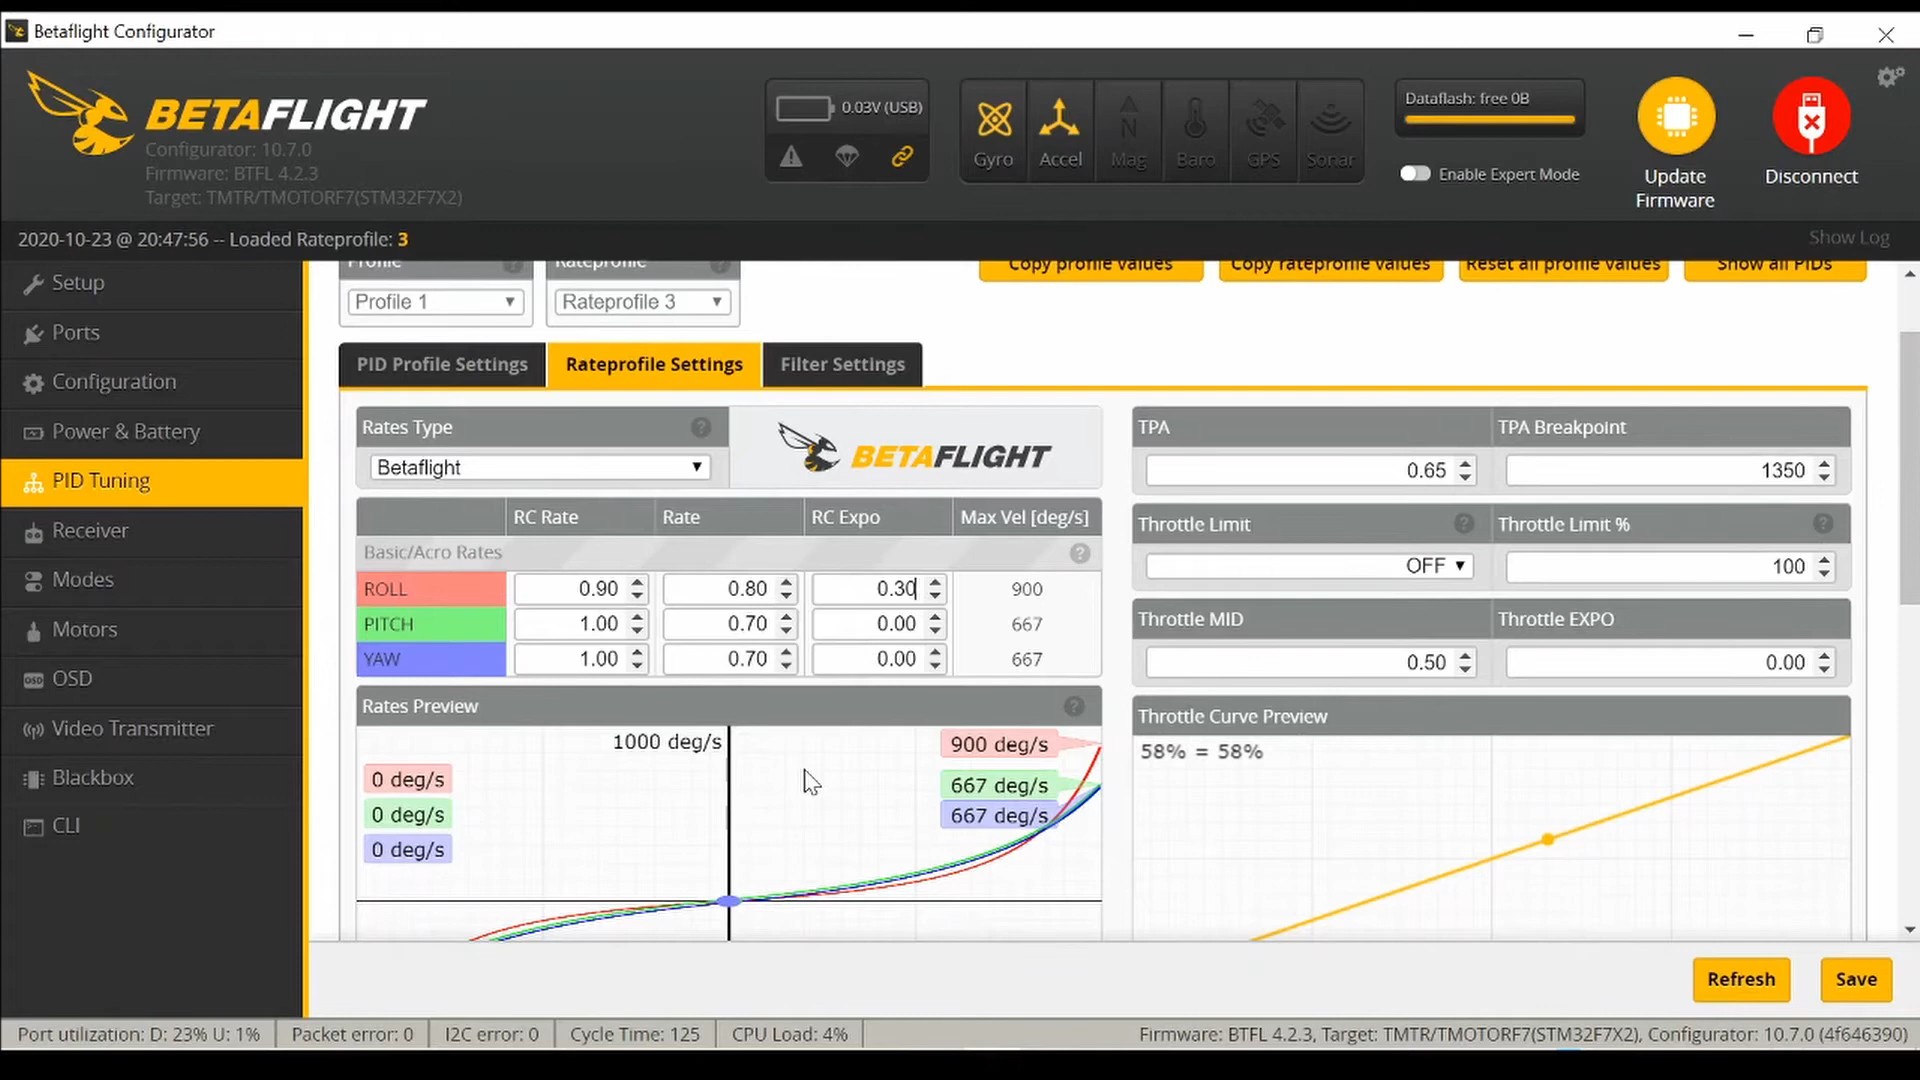 Betaflight Configurator
BETAFLIGHT
Configurator: 10.7.0
Firmware: BTFL 4.2.3
Target: TMTR/TMOTORF7(STM32F7X2)
0.03V (USB)
Gyro
Accel
N
Mag
Baro
GPS
Sonar
Dataflash: free 0B
Enable Expert Mode
Update
Firmware
Disconnect
2020-10-23 @ 20:47:56 -- Loaded Rateprofile: 3
Show Log
Setup
Ports
Configuration
Power & Battery
PID Tuning
Receiver
Modes
Motors
OSD
OSD
Video Transmitter
Blackbox
CLI
Profile ?
Rateprofile ?
Profile 1
Rateprofile 3
Copy profile values
Copy rateprofile values
Reset all profile values
Show all PIDs
PID Profile Settings
Rateprofile Settings
Filter Settings
Rates Type ?
Betaflight
BETAFLIGHT
RC Rate Rate RC Expo Max Vel [deg/s]
Basic/Acro Rates ?
ROLL 0.90 0.80 0.30 900
PITCH 1.00 0.70 0.00 667
YAW 1.00 0.70 0.00 667
Rates Preview ?
1000 deg/s
0 deg/s
0 deg/s
0 deg/s
900 deg/s
667 deg/s
667 deg/s
TPA TPA Breakpoint
0.65 1350
Throttle Limit ? Throttle Limit % ?
OFF 100
Throttle MID Throttle EXPO
0.50 0.00
Throttle Curve Preview
58% = 58%
Refresh
Save
Port utilization: D: 23% U: 1%
Packet error: 0
I2C error: 0
Cycle Time: 125
CPU Load: 4%
Firmware: BTFL 4.2.3, Target: TMTR/TMOTORF7(STM32F7X2), Configurator: 10.7.0 (4f646390)